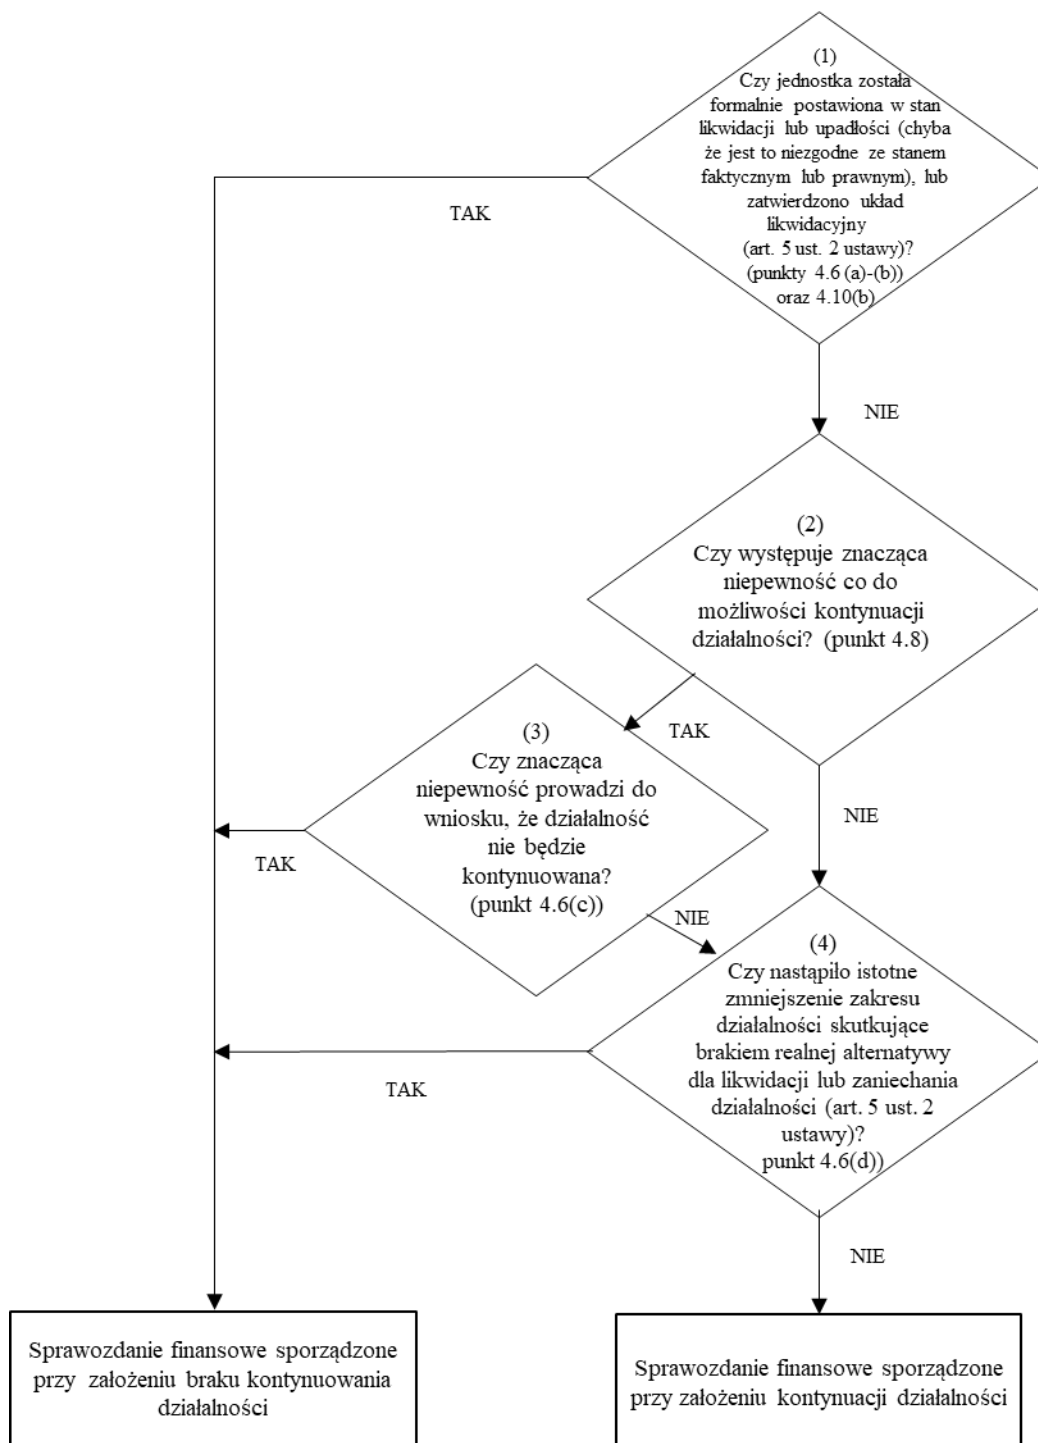 (1)
Czy jednostka została
formalnie postawiona w stan
likwidacji lub upadłości (chyba
że jest to niezgodne ze stanem
faktycznym lub prawnym), lub
zatwierdzono układ
likwidacyjny
(art. 5 ust. 2 ustawy)?
(punkty 4.6 (a)-(b))
oraz 4.10(b)
TAK
NIE
(2)
Czy występuje znacząca
niepewność co do
możliwości kontynuacji
działalności? (punkt 4.8)
TAK
NIE
(3)
Czy znacząca
niepewność prowadzi do
wniosku, że działalność
nie będzie
kontynuowana?
(punkt 4.6(c))
TAK
NIE
(4)
Czy nastąpiło istotne
zmniejszenie zakresu
działalności skutkujące
brakiem realnej alternatywy
dla likwidacji lub zaniechania
działalności (art. 5 ust. 2
ustawy)?
punkt 4.6(d))
TAK
NIE
Sprawozdanie finansowe sporządzone
przy założeniu braku kontynuowania
działalności
Sprawozdanie finansowe sporządzone
przy założeniu kontynuacji działalności